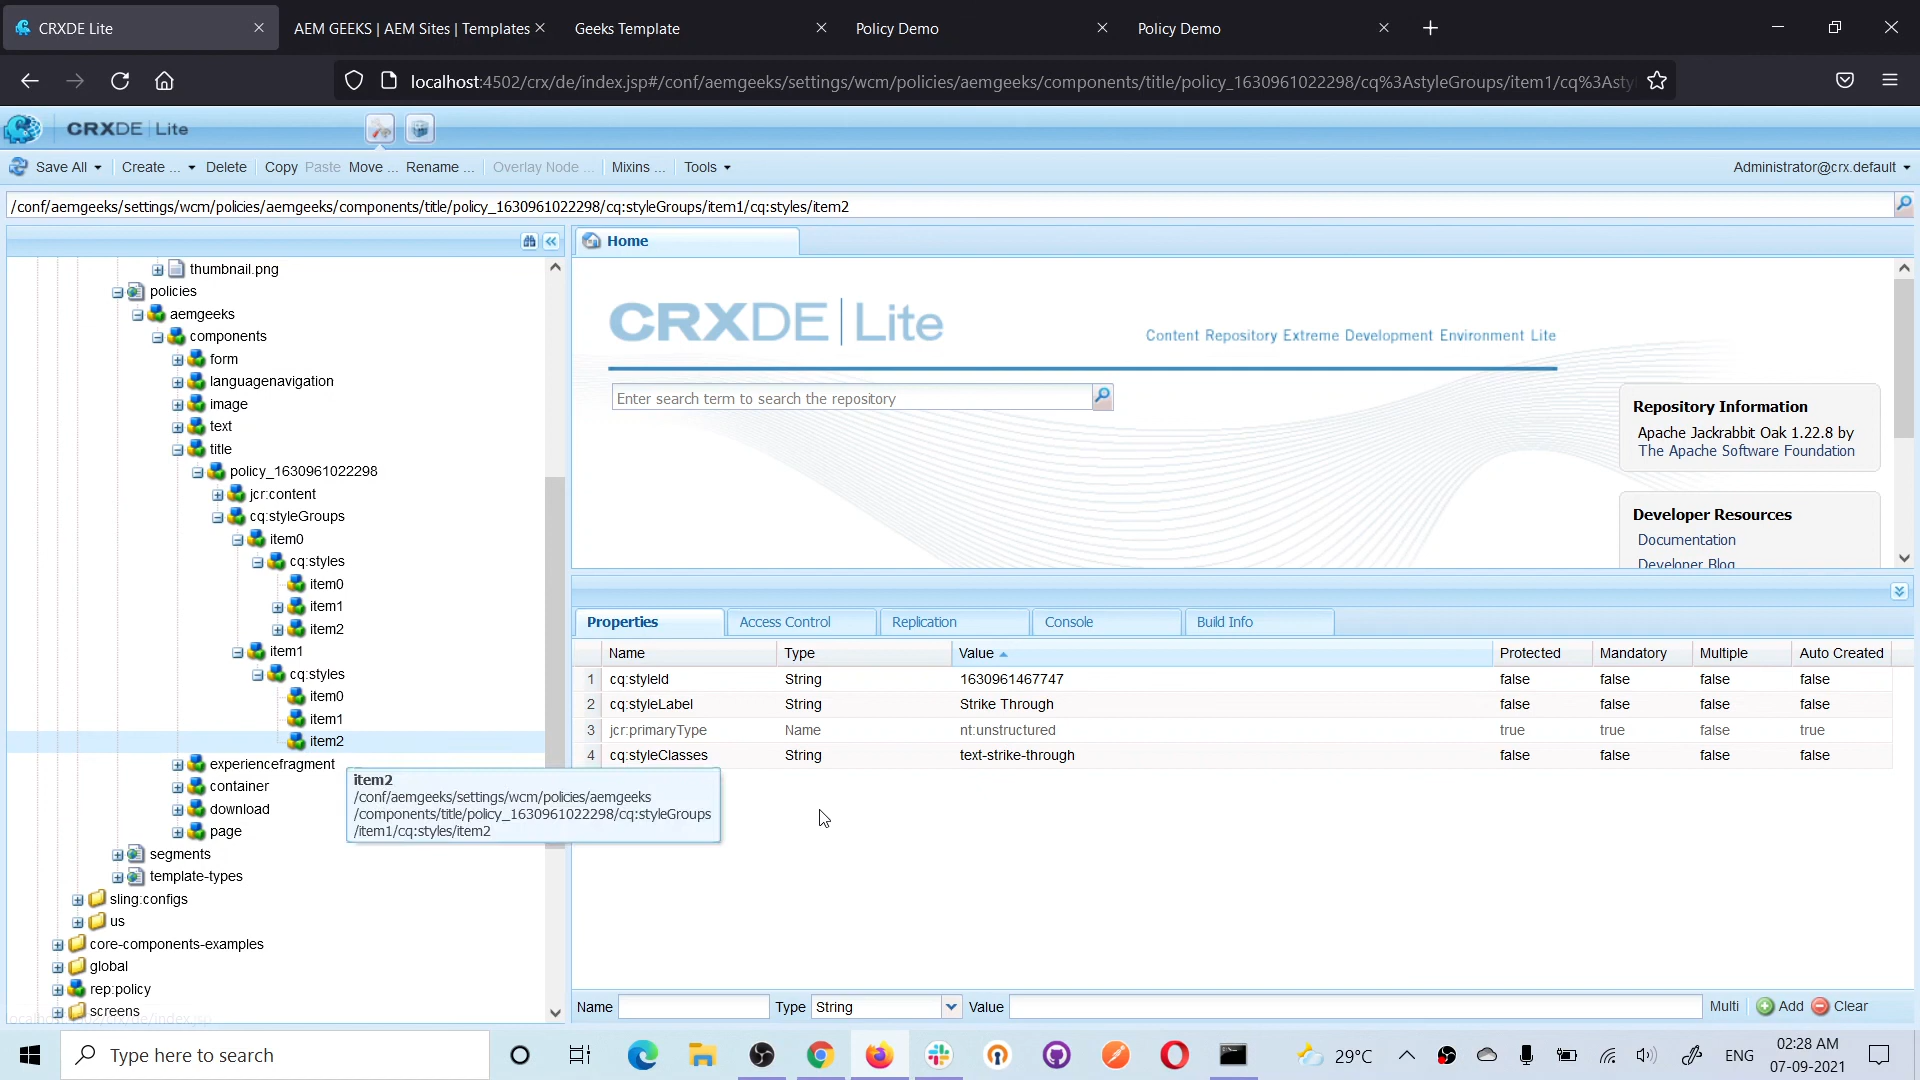 CRXDE Lite
AEM GEEKS | AEM Sites | Templates
Geeks Template
Policy Demo
Policy Demo
localhost:4502/crx/de/index.jsp#/conf/aemgeeks/settings/wcm/policies/aemgeeks/components/title/policy_1630961022298/cq%3AstyleGroups/item1/cq%3Asty
CRXDE | Lite
Save All
Create ...
Delete
Copy
Paste
Move ...
Rename ...
Overlay Node ...
Mixins ...
Tools
Administrator@crx.default
/conf/aemgeeks/settings/wcm/policies/aemgeeks/components/title/policy_1630961022298/cq:styleGroups/item1/cq:styles/item2
thumbnail.png
policies
aemgeeks
components
form
languagenavigation
image
text
title
policy_1630961022298
jcr:content
cq:styleGroups
item0
cq:styles
item0
item1
item2
item1
cq:styles
item0
item1
item2
experiencefragment
container
download
page
segments
template-types
sling:configs
us
core-components-examples
global
rep:policy
screens
item2
/conf/aemgeeks/settings/wcm/policies/aemgeeks
/components/title/policy_1630961022298/cq:styleGroups
/item1/cq:styles/item2
Home
CRXDE | Lite
Content Repository Extreme Development Environment Lite
Enter search term to search the repository
Repository Information
Apache Jackrabbit Oak 1.22.8 by
The Apache Software Foundation
Developer Resources
Documentation
Developer Blog
Properties
Access Control
Replication
Console
Build Info
Name Type Value Protected Mandatory Multiple Auto Created
1 cq:styleId String 1630961467747 false false false false
2 cq:styleLabel String Strike Through false false false false
3 jcr:primaryType Name nt:unstructured true true false true
4 cq:styleClasses String text-strike-through false false false false
Name
Type
String
Value
Multi
Add
Clear
localhost:4502/crx/de/index.jsp
Type here to search
29°C
ENG
02:28 AM
07-09-2021